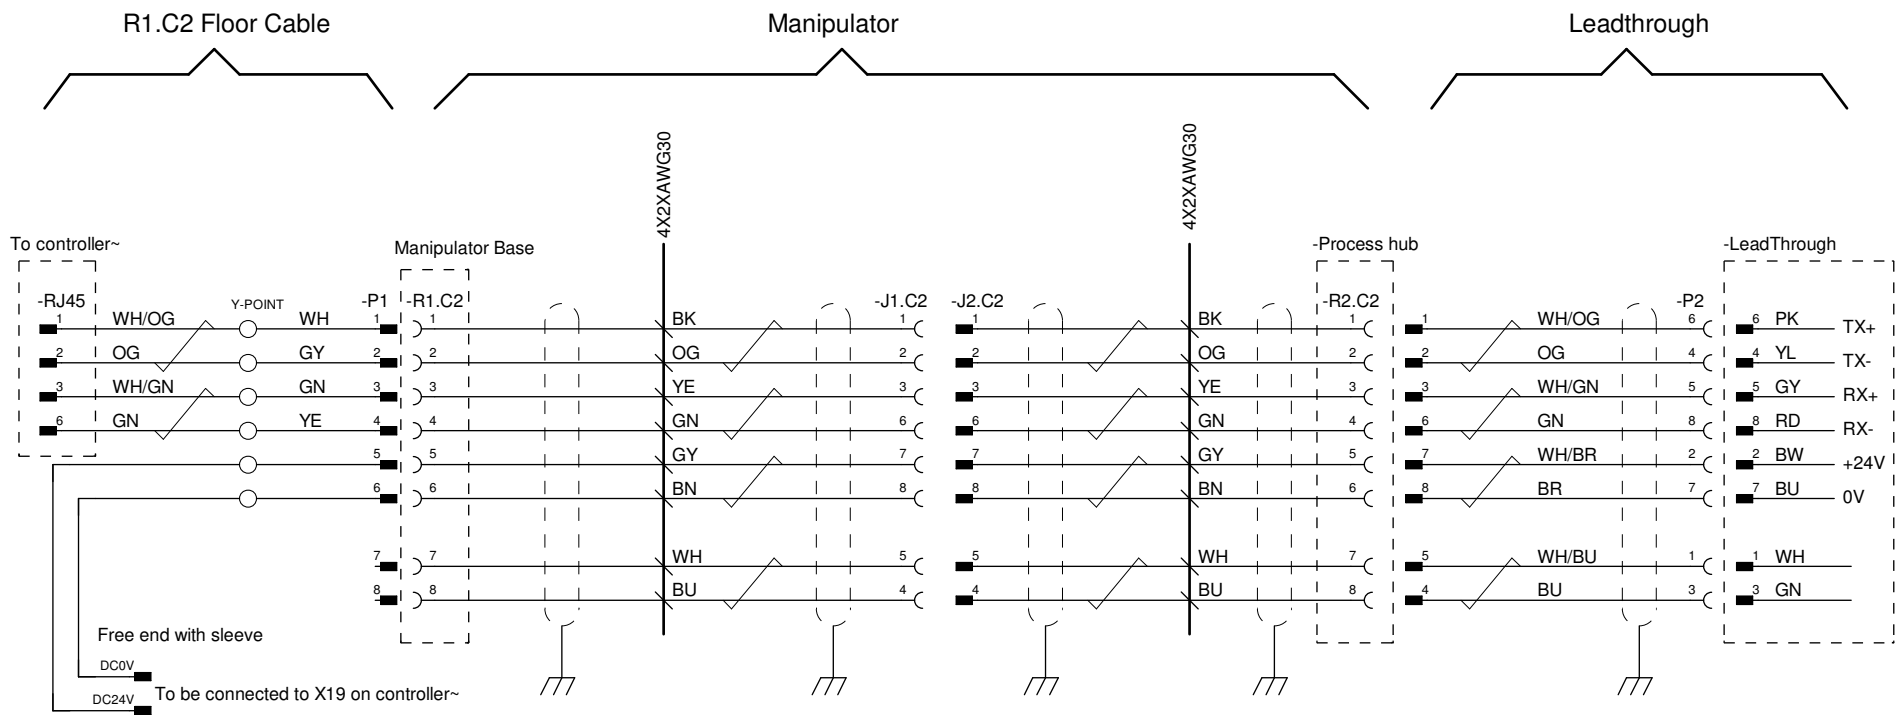 R1.C2 Floor Cable Manipulator Leadthrough
4X2XAWG30 4X2XAWG30
To controller~ Manipulator Base -Process hub -LeadThrough
-RJ45 Y-POINT -P1 -R1.C2 -J1.C2 -J2.C2 -R2.C2 -P2
1 WH/OG WH 1 1 BK 1 1 BK 1 1 WH/OG 6 6 PK TX+
2 OG GY 2 2 OG 2 2 OG 2 2 OG 4 4 YL TX-
3 WH/GN GN 3 3 YE 3 3 YE 3 3 WH/GN 5 5 GY RX+
6 GN YE 4 4 GN 6 6 GN 4 6 GN 8 8 RD RX-
5 5 GY 7 7 GY 5 7 WH/BR 2 2 BW +24V
6 6 BN 8 8 BN 6 8 BR 7 7 BU 0V
7 7 WH 5 5 WH 7 5 WH/BU 1 1 WH
8 8 BU 4 4 BU 8 4 BU 3 3 GN
Free end with sleeve
DC0V
To be connected to X19 on controller~
DC24V